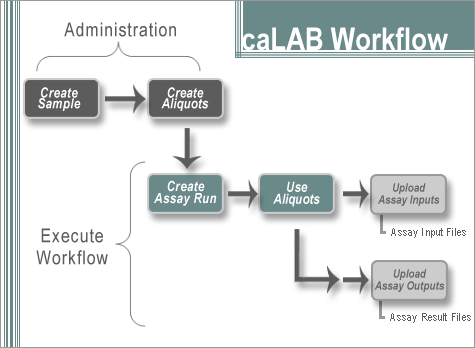 caLAB Workflow
Administration
Create
Sample
Create
Aliquots
Execute
Workflow
Create
Assay Run
Use
Aliquots
Upload
Assay Inputs
Assay Input Files
Upload
Assay Outputs
Assay Result Files